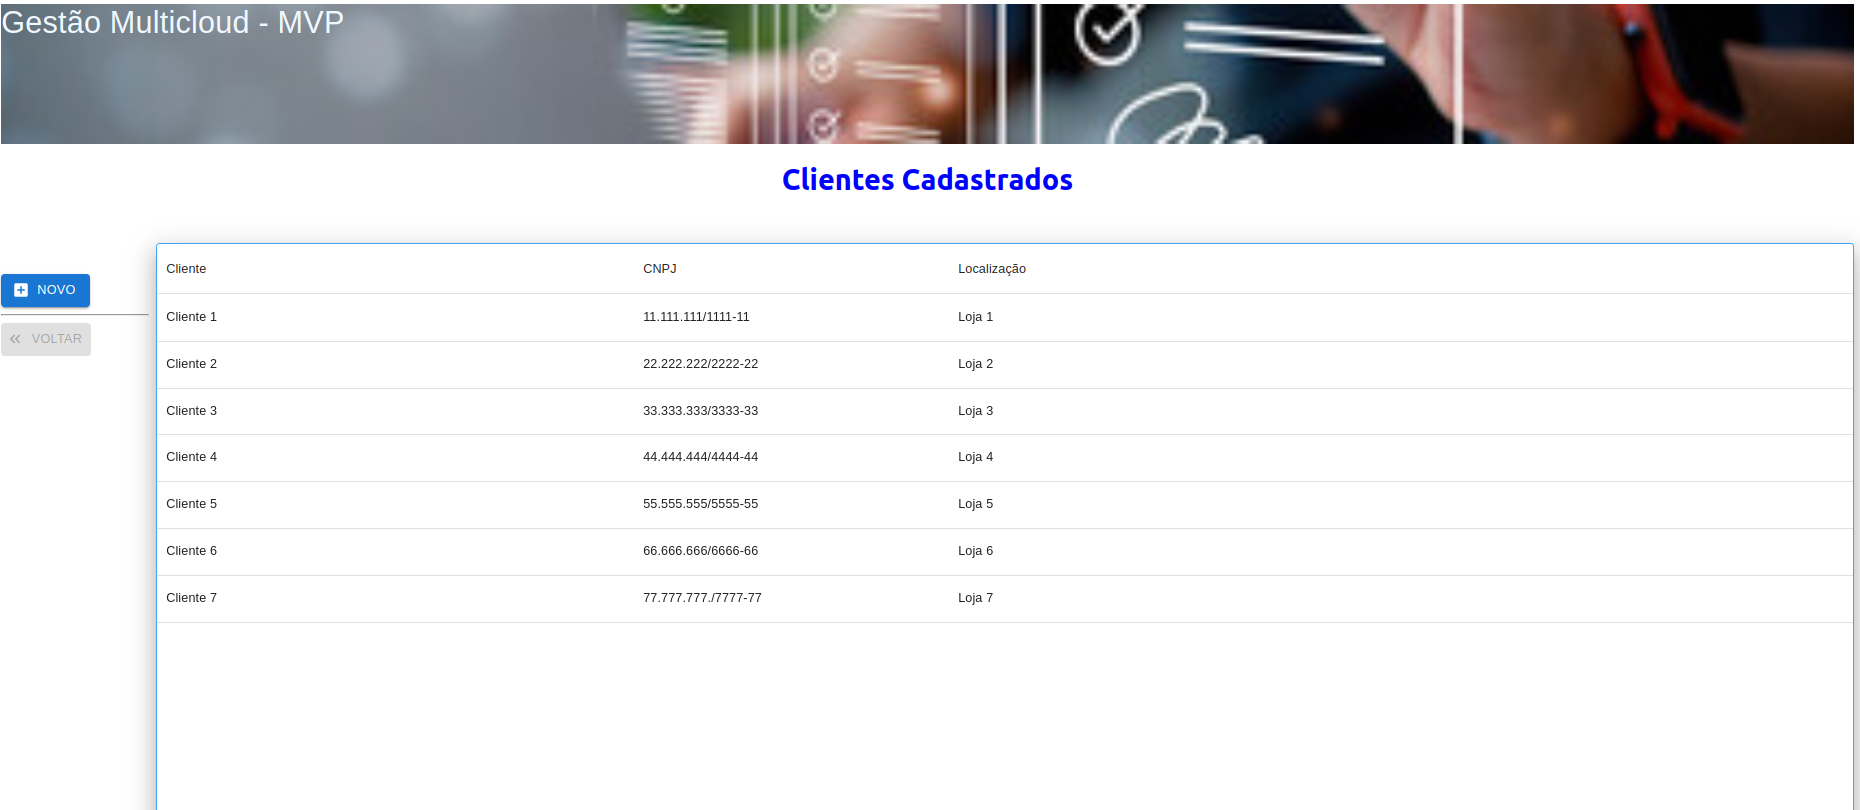 Gestão Multicloud - MVP
Clientes Cadastrados
NOVO
VOLTAR
Cliente CNPJ Localização
Cliente 1 11.111.111/1111-11 Loja 1
Cliente 2 22.222.222/2222-22 Loja 2
Cliente 3 33.333.333/3333-33 Loja 3
Cliente 4 44.444.444/4444-44 Loja 4
Cliente 5 55.555.555/5555-55 Loja 5
Cliente 6 66.666.666/6666-66 Loja 6
Cliente 7 77.777.777./7777-77 Loja 7